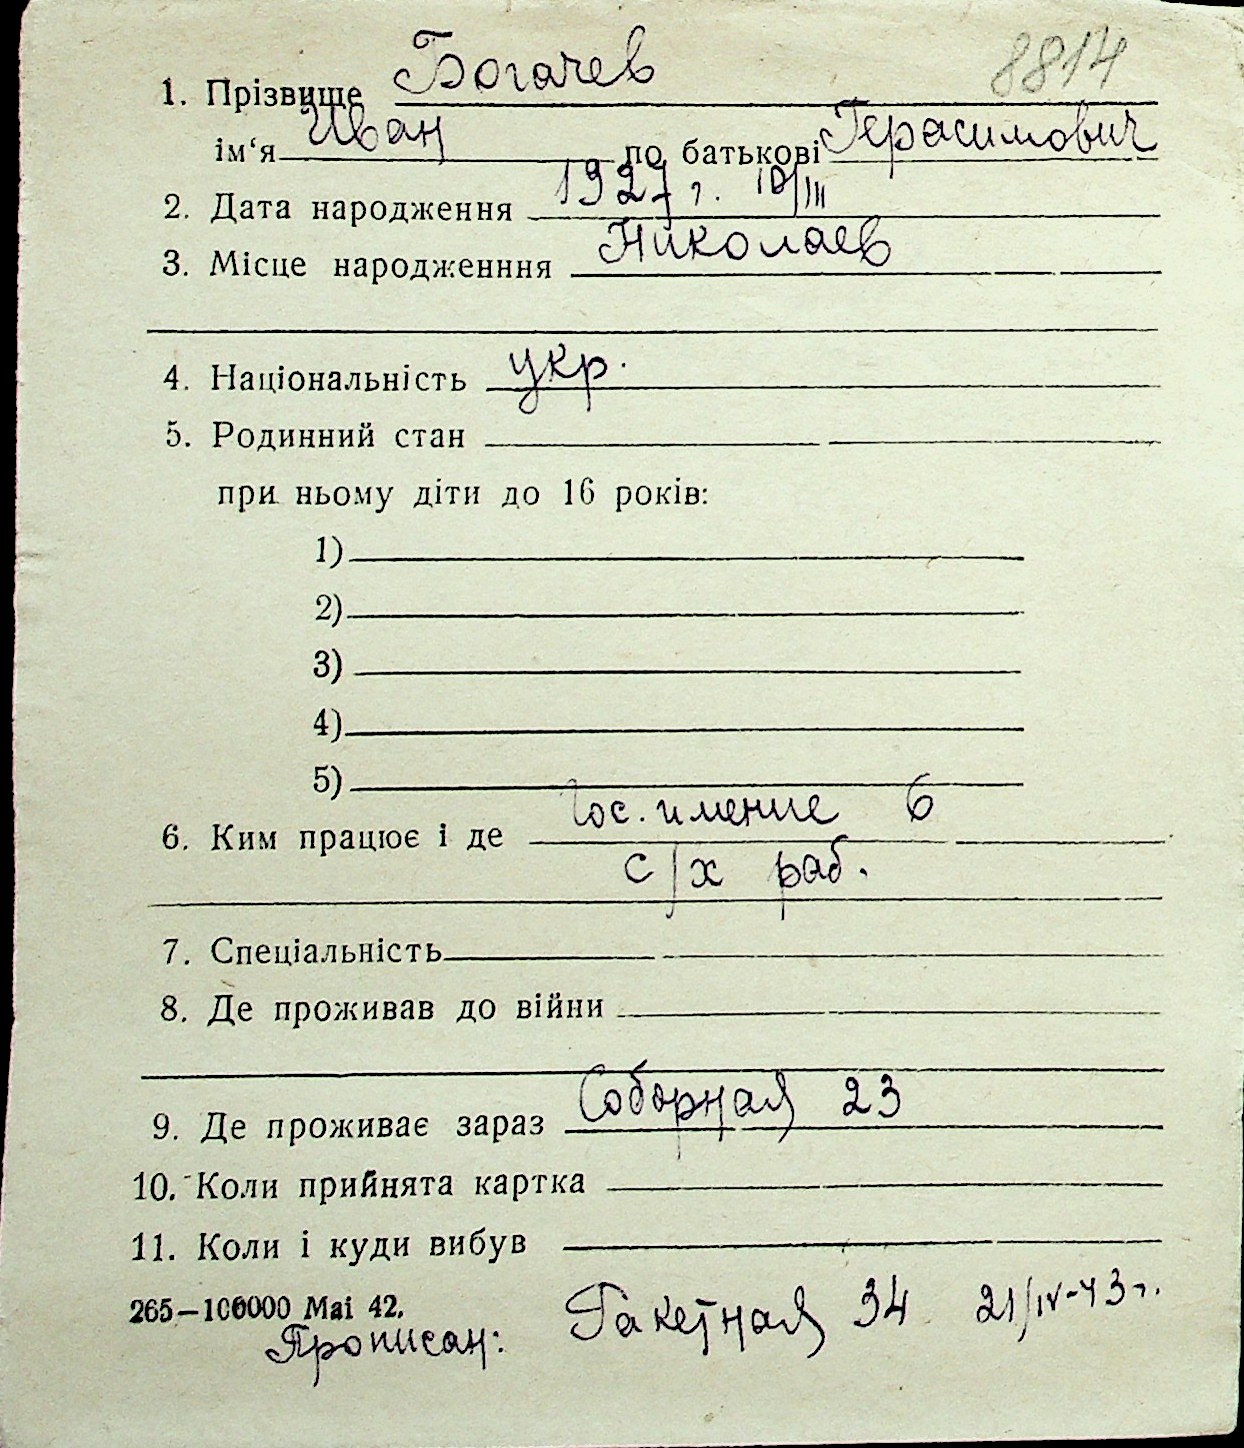 8814
1. Прізвище Богачев
ім‘я Иван по батькові Герасимович
2. Дата народження 1927 г. 10/III
3. Місце народженння Николаев
4. Національність укр.
5. Родинний стан
при ньому діти до 16 років:
1)
2)
3)
4)
5)
6. Ким працює і де Гос. имение 6
с/х раб.
7. Спеціальність
8. Де проживав до війни
9. Де проживає зараз Соборная 23
10. Коли прийнята картка
11. Коли і куди вибув
265—100000 Mai 42.
Прописан: Ракетная 34 21/IV-43г.